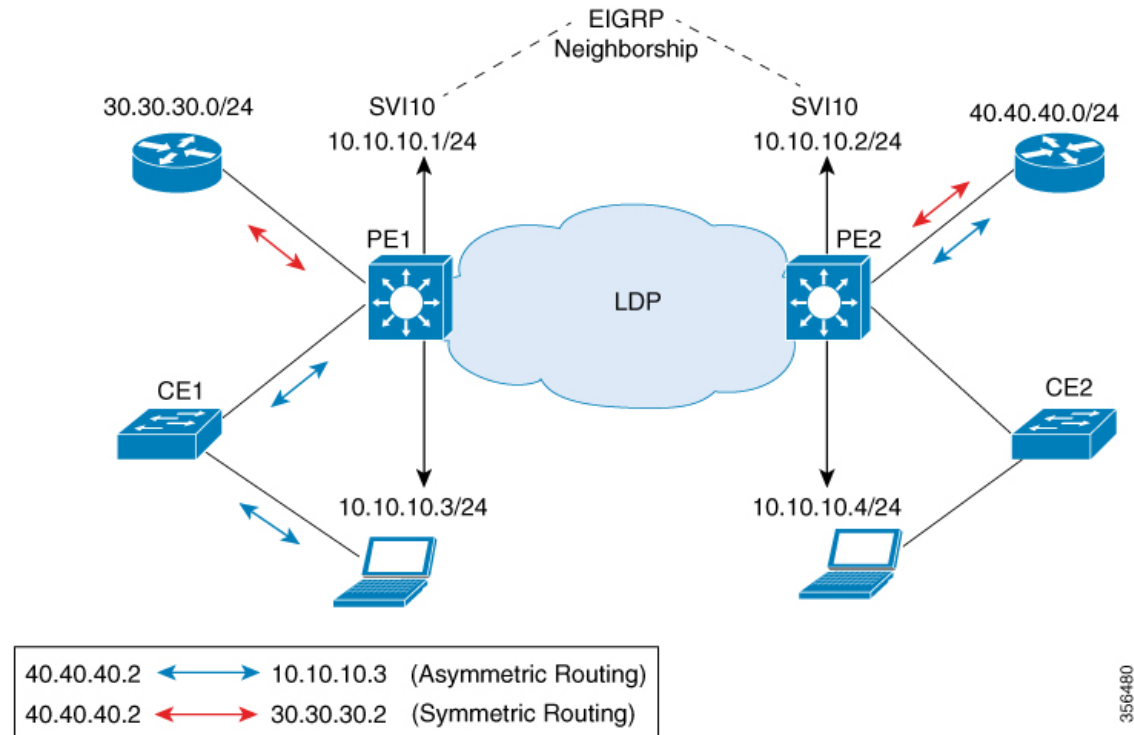 EIGRP
Neighborship
30.30.30.0/24
SVI10
10.10.10.1/24
SVI10
10.10.10.2/24
40.40.40.0/24
PE1
PE2
LDP
CE1
CE2
10.10.10.3/24
10.10.10.4/24
40.40.40.2 10.10.10.3 (Asymmetric Routing)
40.40.40.2 30.30.30.2 (Symmetric Routing)
356480